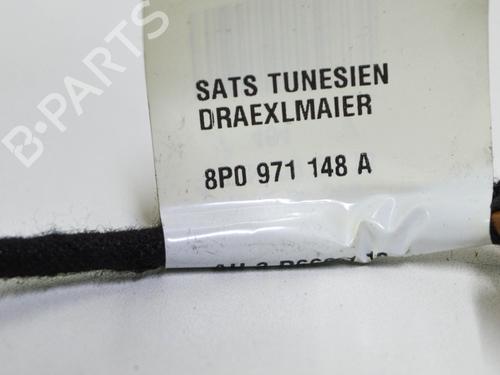 B-PARTS
SATS TUNESIEN
DRAEXLMAIER
8P0 971 148 A